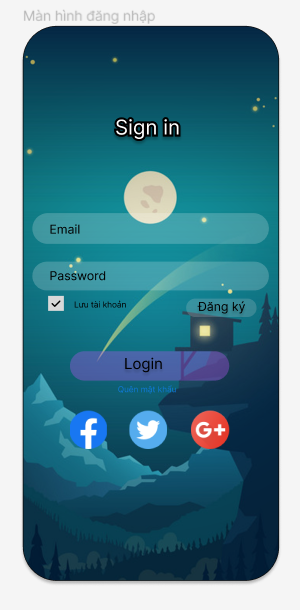 Màn hình đăng nhập
Sign in
Email
Password
Lưu tài khoản
Đăng ký
Login
Quên mật khẩu
f
G+